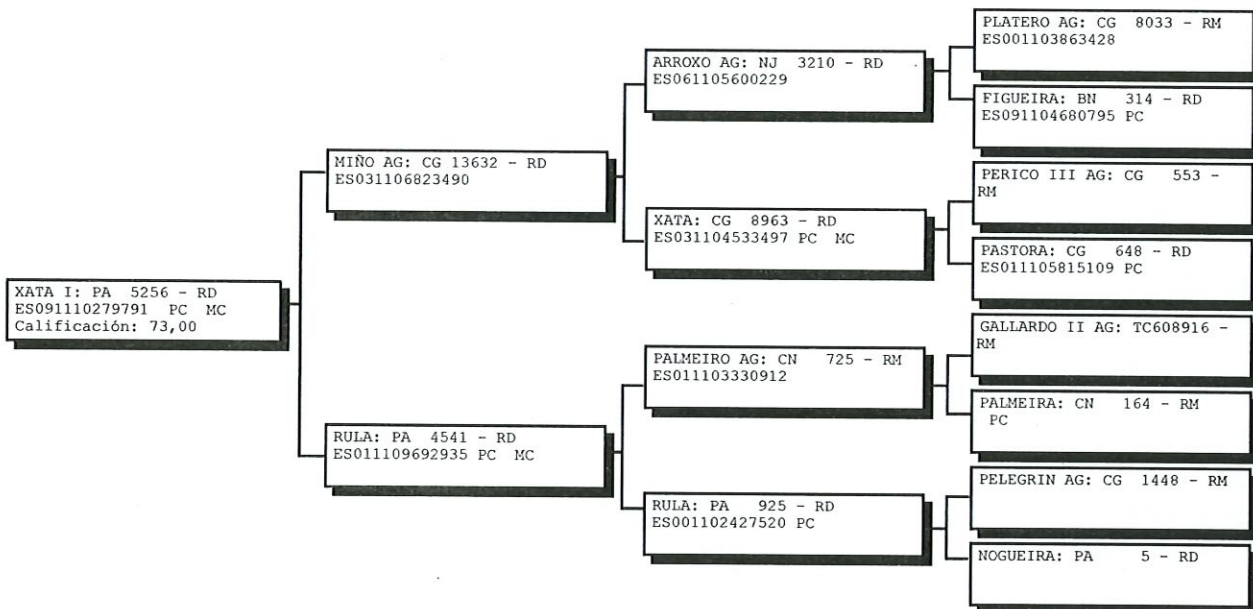 PLATERO AG: CG 8033 - RM
ES001103863428
ARROXO AG: NJ 3210 - RD
ES061105600229
FIGUEIRA: BN 314 - RD
ES091104680795 PC
MIÑO AG: CG 13632 - RD
ES031106823490
PERICO III AG: CG 553 -
RM
XATA: CG 8963 - RD
ES031104533497 PC MC
PASTORA: CG 648 - RD
ES011105815109 PC
XATA I: PA 5256 - RD
ES091110279791 PC MC
Calificación: 73,00
GALLARDO II AG: TC608916 -
RM
PALMEIRO AG: CN 725 - RM
ES011103330912
PALMEIRA: CN 164 - RM
PC
RULA: PA 4541 - RD
ES011109692935 PC MC
PELEGRIN AG: CG 1448 - RM
RULA: PA 925 - RD
ES001102427520 PC
NOGUEIRA: PA 5 - RD